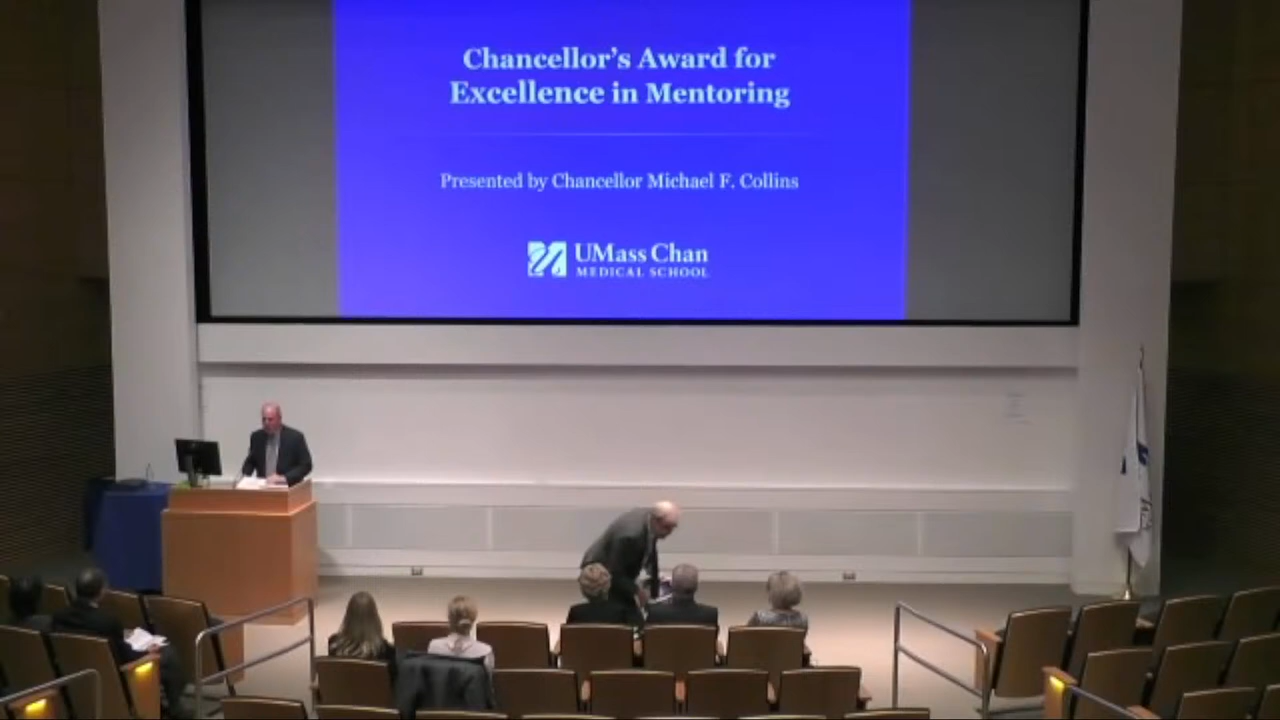 Chancellor's Award for
Excellence in Mentoring
Presented by Chancellor Michael F. Collins
UMass Chan
MEDICAL SCHOOL